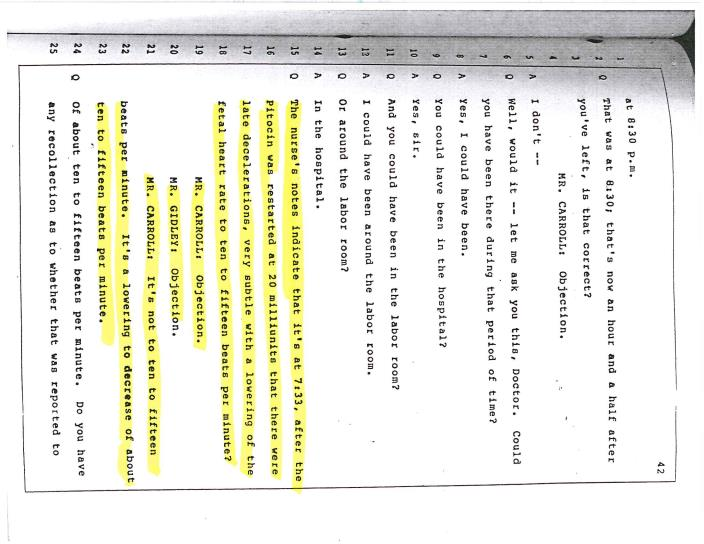 42
1 at 8:30 p.m.
2 Q That was at 8:30; that's now an hour and a half after
3 you've left, is that correct?
4 MR. CARROLL: Objection.
5 A I don't --
6 Q Well, would it -- let me ask you this, Doctor. Could
7 you have been there during that period of time?
8 A Yes, I could have been.
9 Q You could have been in the hospital?
10 A Yes, sir.
11 Q And you could have been in the labor room?
12 A I could have been around the labor room.
13 Q Or around the labor room?
14 A In the hospital.
15 Q The nurse's notes indicate that it's at 7:33, after the
16 Pitocin was restarted at 20 milliunits that there were
17 late decelerations, very subtle with a lowering of the
18 fetal heart rate to ten to fifteen beats per minute?
19 MR. CARROLL: Objection.
20 MR. GIDLEY: Objection.
21 MR. CARROLL: It's not to ten to fifteen
22 beats per minute. It's a lowering to decrease of about
23 ten to fifteen beats per minute.
24 Q Of about ten to fifteen beats per minute. Do you have
25 any recollection as to whether that was reported to